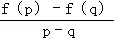 f (p) - f (q)
p - q